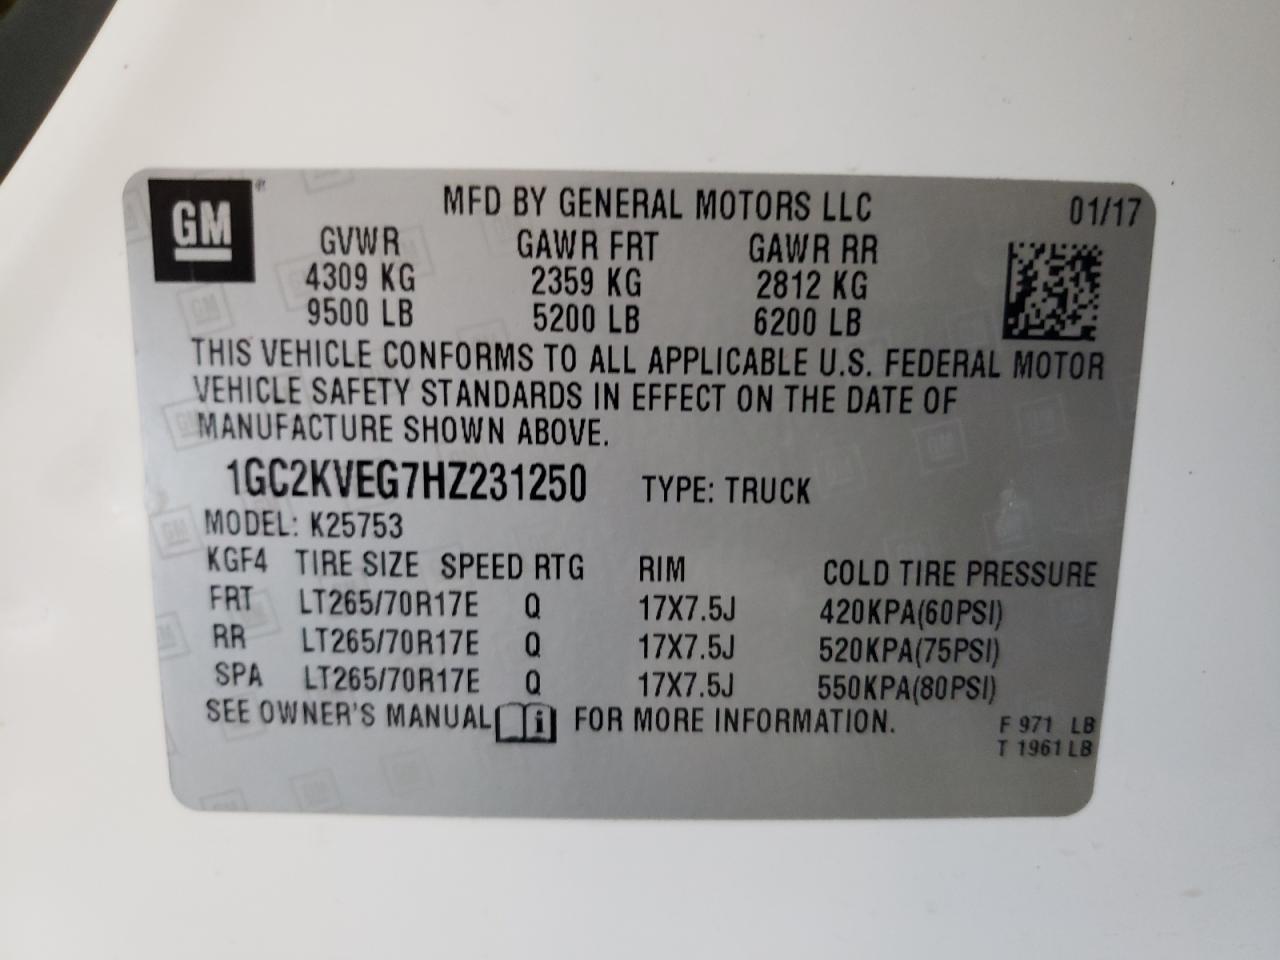 GM ® MFD BY GENERAL MOTORS LLC 01/17
GVWR GAWR FRT GAWR RR
4309 KG 2359 KG 2812 KG
9500 LB 5200 LB 6200 LB
THIS VEHICLE CONFORMS TO ALL APPLICABLE U.S. FEDERAL MOTOR
VEHICLE SAFETY STANDARDS IN EFFECT ON THE DATE OF
MANUFACTURE SHOWN ABOVE.
1GC2KVEG7HZ231250 TYPE: TRUCK
MODEL: K25753
KGF4 TIRE SIZE SPEED RTG RIM COLD TIRE PRESSURE
FRT LT265/70R17E Q 17X7.5J 420KPA(60PSI)
RR LT265/70R17E Q 17X7.5J 520KPA(75PSI)
SPA LT265/70R17E Q 17X7.5J 550KPA(80PSI)
SEE OWNER'S MANUAL i FOR MORE INFORMATION.
F 971 LB
T 1961 LB